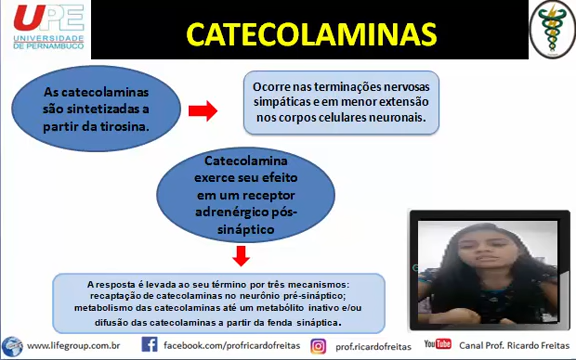 UPE
UNIVERSIDADE
DE PERNAMBUCO
CATECOLAMINAS
As catecolaminas
são sintetizadas a
partir da tirosina.
Ocorre nas terminações nervosas
simpáticas e em menor extensão
nos corpos celulares neuronais.
Catecolamina
exerce seu efeito
em um receptor
adrenérgico pós-
sináptico
A resposta é levada ao seu término por três mecanismos:
recaptação de catecolaminas no neurônio pré-sináptico;
metabolismo das catecolaminas até um metabólito inativo e/ou
difusão das catecolaminas a partir da fenda sináptica.
www.lifegroup.com.br
facebook.com/profricardofreitas
prof.ricardofreitas
YouTube
Canal Prof. Ricardo Freitas